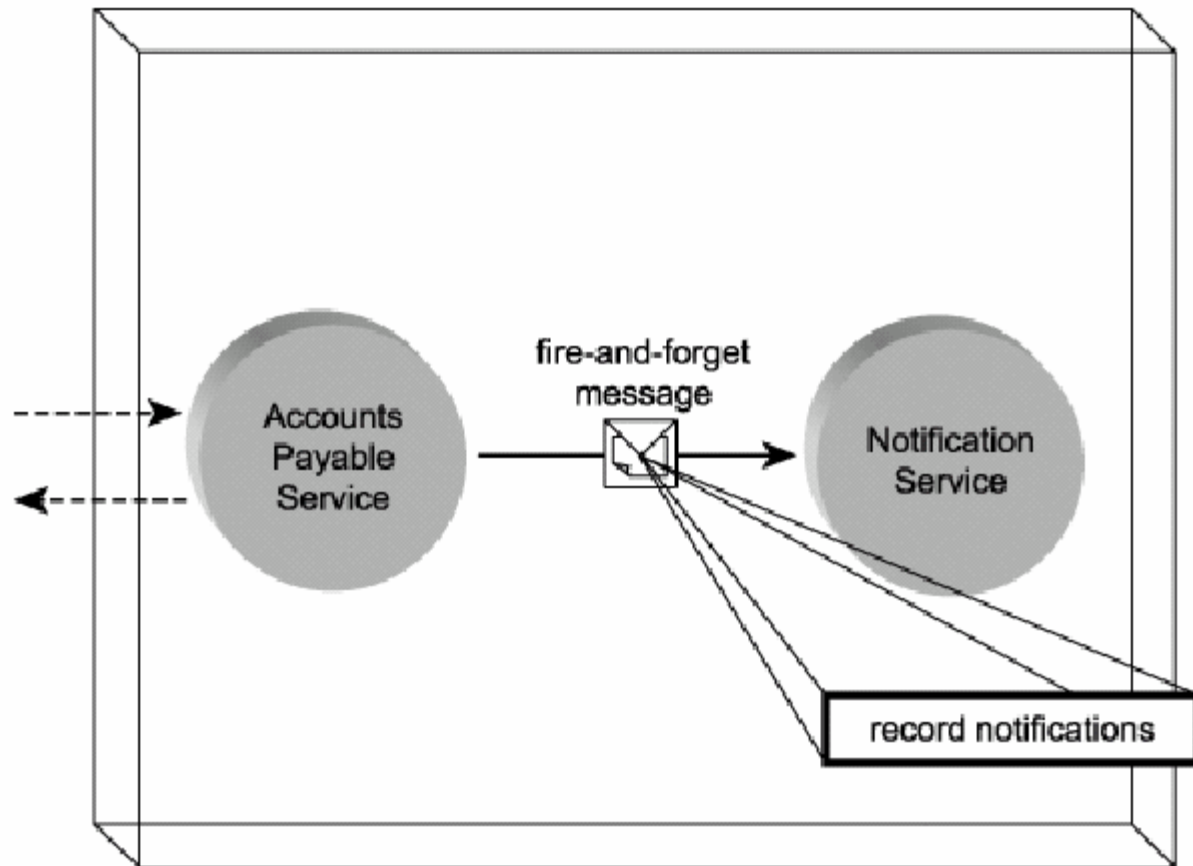 fire-and-forget
message
Accounts
Payable
Service
Notification
Service
record notifications